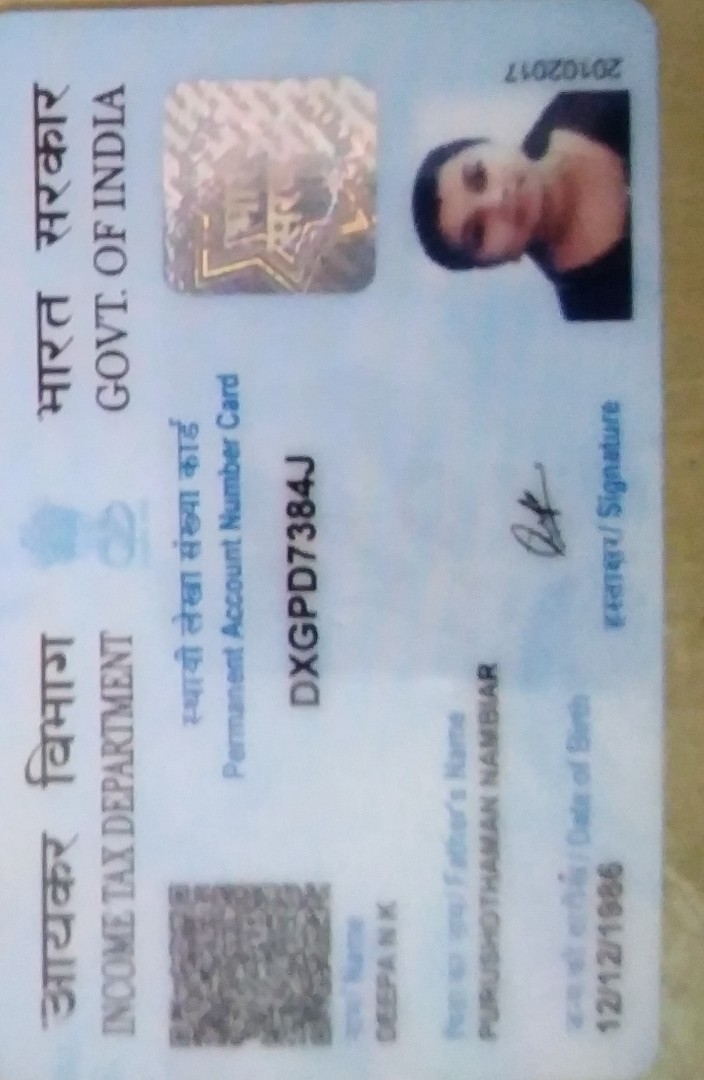 आयकर विभाग भारत सरकार
INCOME TAX DEPARTMENT GOVT. OF INDIA
स्थायी लेखा संख्या कार्ड
Permanent Account Number Card
DXGPD7384J
नाम / Name
DEEPA N K
पिता का नाम / Father's Name
PURUSHOTHAMAN NAMBIAR
जन्म की तारीख / Date of Birth
12/12/1986
हस्ताक्षर / Signature
20102017